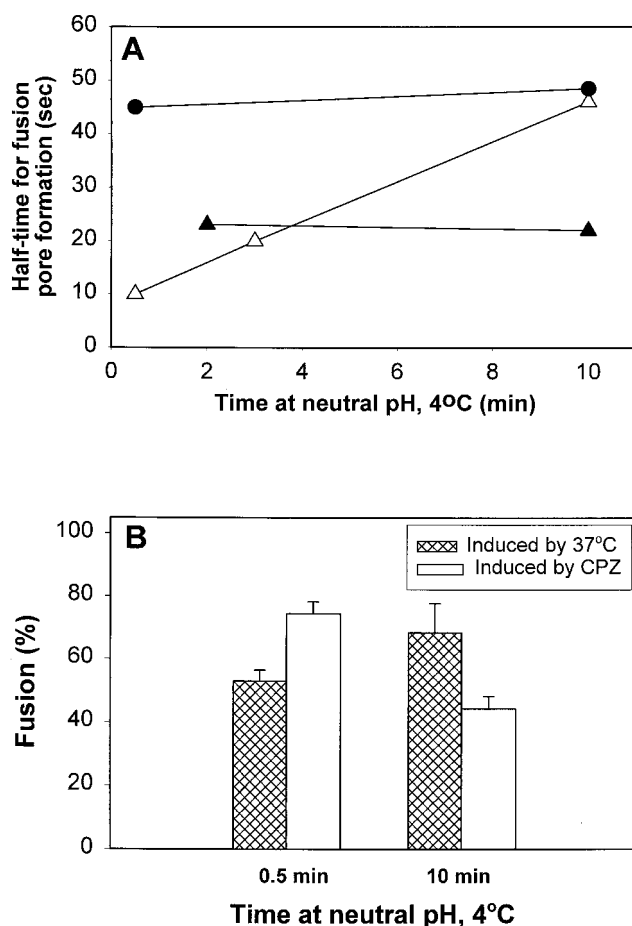 A
60
50
40
30
20
10
0
Half-time for fusion
pore formation (sec)
0 2 4 6 8 10
Time at neutral pH, 4ºC (min)
B
100
80
60
40
20
0
Fusion (%)
Induced by 37ºC
Induced by CPZ
0.5 min 10 min
Time at neutral pH, 4ºC